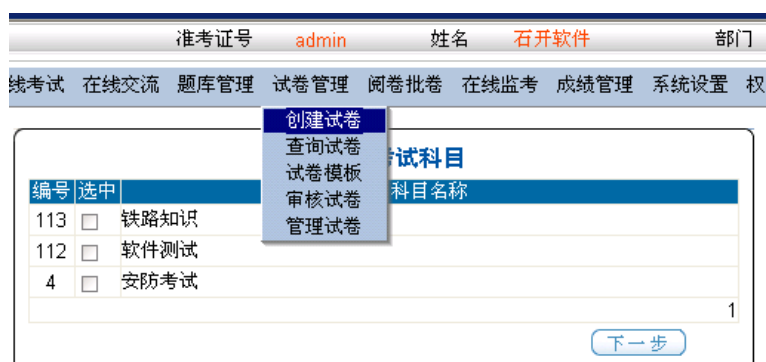 准考证号 admin 姓名 石开软件 部门
线考试 在线交流 题库管理 试卷管理 阅卷批卷 在线监考 成绩管理 系统设置 权
创建试卷
查询试卷
试卷模板
审核试卷
管理试卷
考试科目
编号 选中 科目名称
113 铁路知识
112 软件测试
4 安防考试
1
下一步